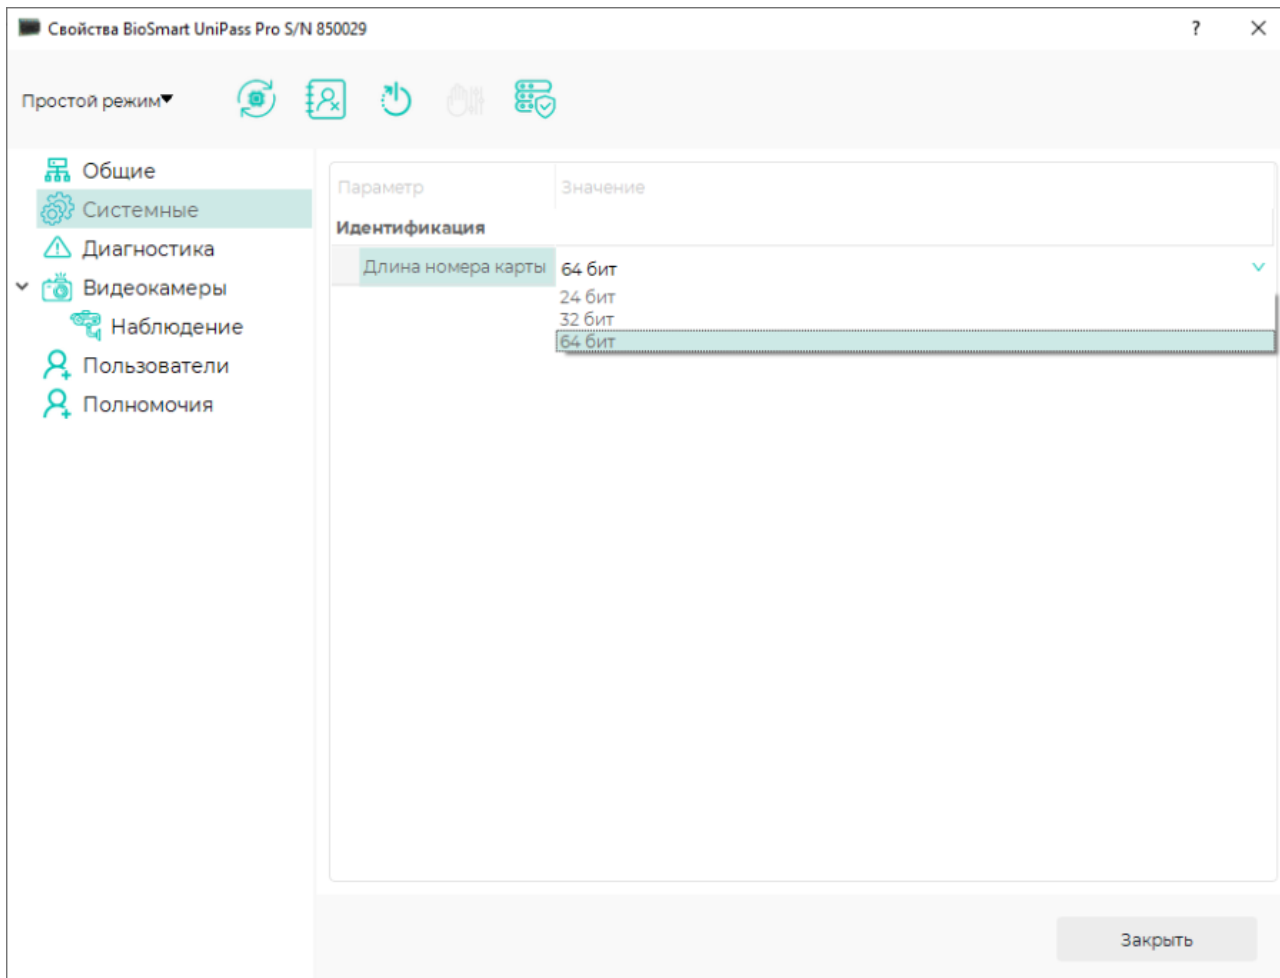 Свойства BioSmart UniPass Pro S/N 850029
?
Простой режим
Общие
Системные
Диагностика
Видеокамеры
Наблюдение
Пользователи
Полномочия
Параметр Значение
Идентификация
Длина номера карты 64 бит
24 бит
32 бит
64 бит
Закрыть